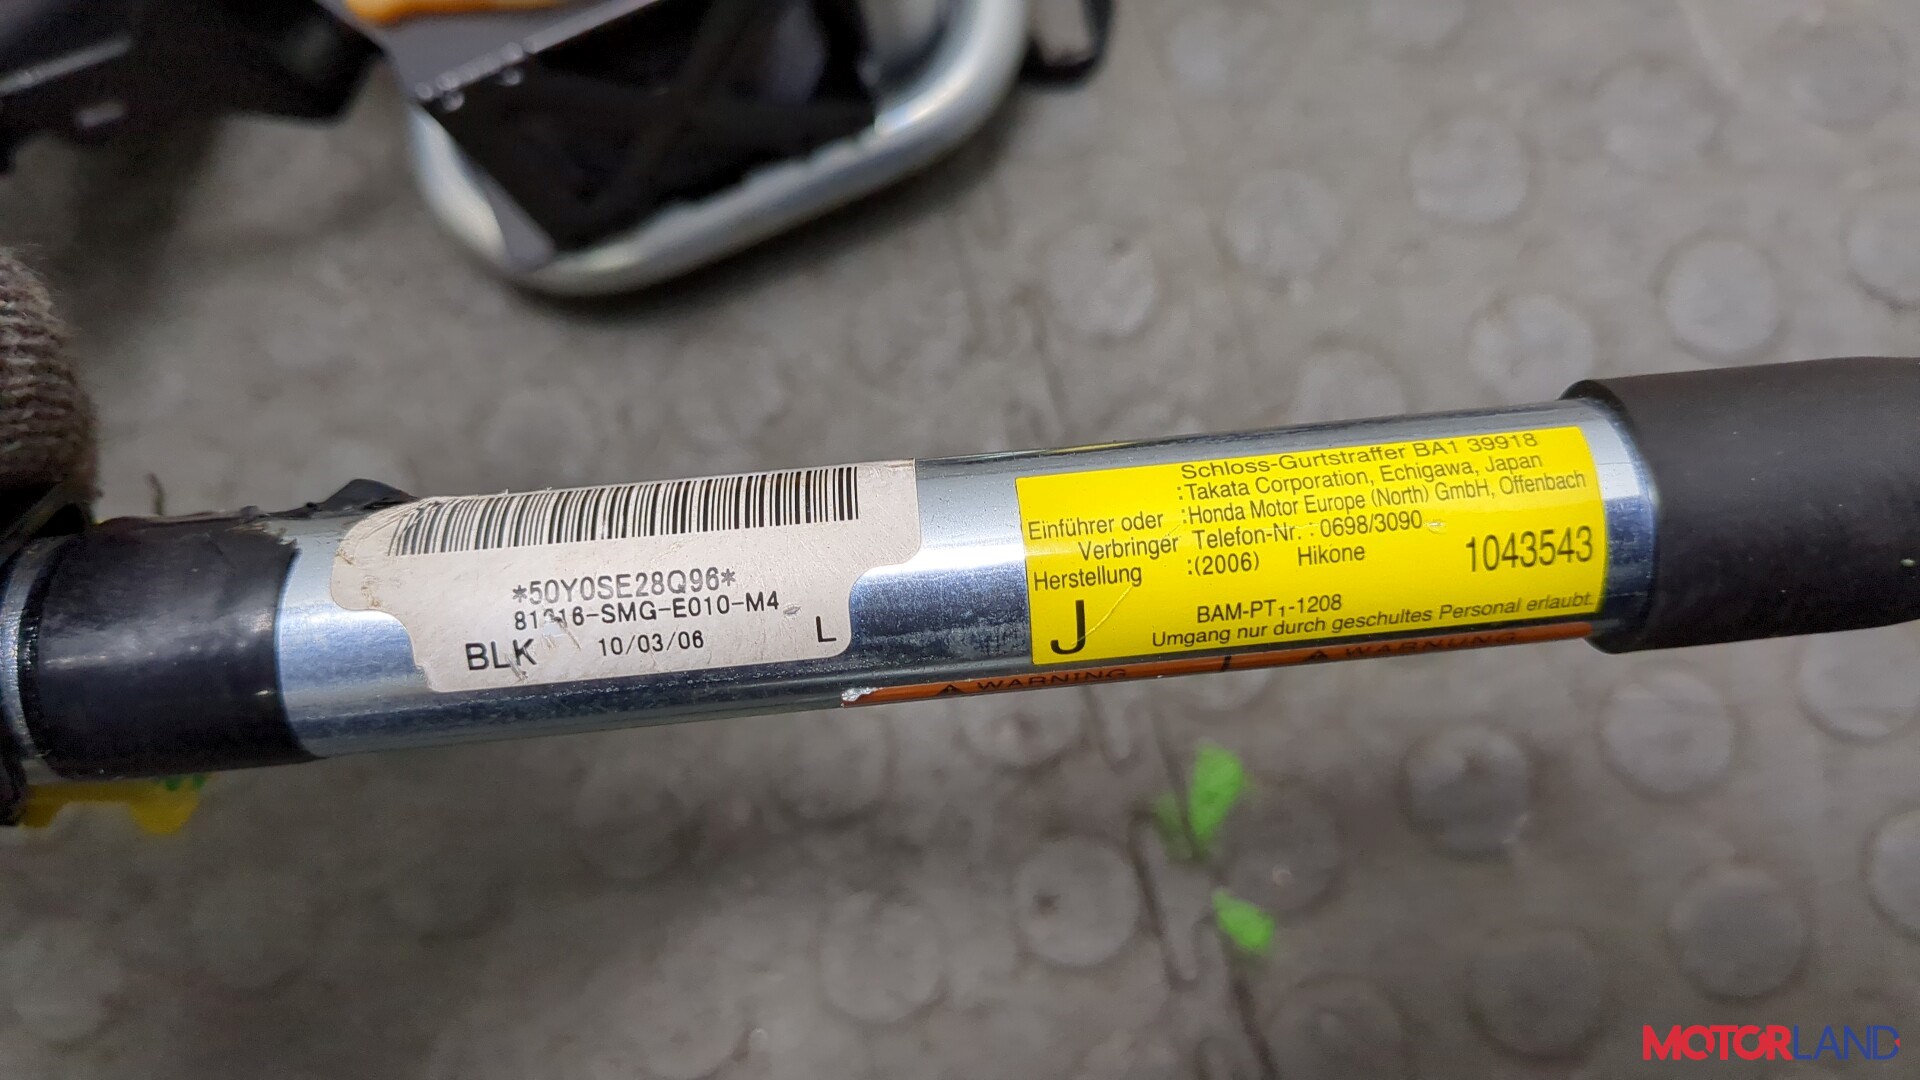 *50Y0SE28Q96*
-SMG-E010-M4
BLK 10/03/06 L
Schloss-Gurtstraffer BA1 39918
:Takata Corporation, Echigawa, Japan
Einführer oder :Honda Motor Europe (North) GmbH, Offenbach
Verbringer Telefon-Nr. : 0698/3090
Herstellung :(2006) Hikone 1043543
J BAM-PT₁-1208
Umgang nur durch geschultes Personal erlaubt.
WARNING WARNUNG
MOTORLAND